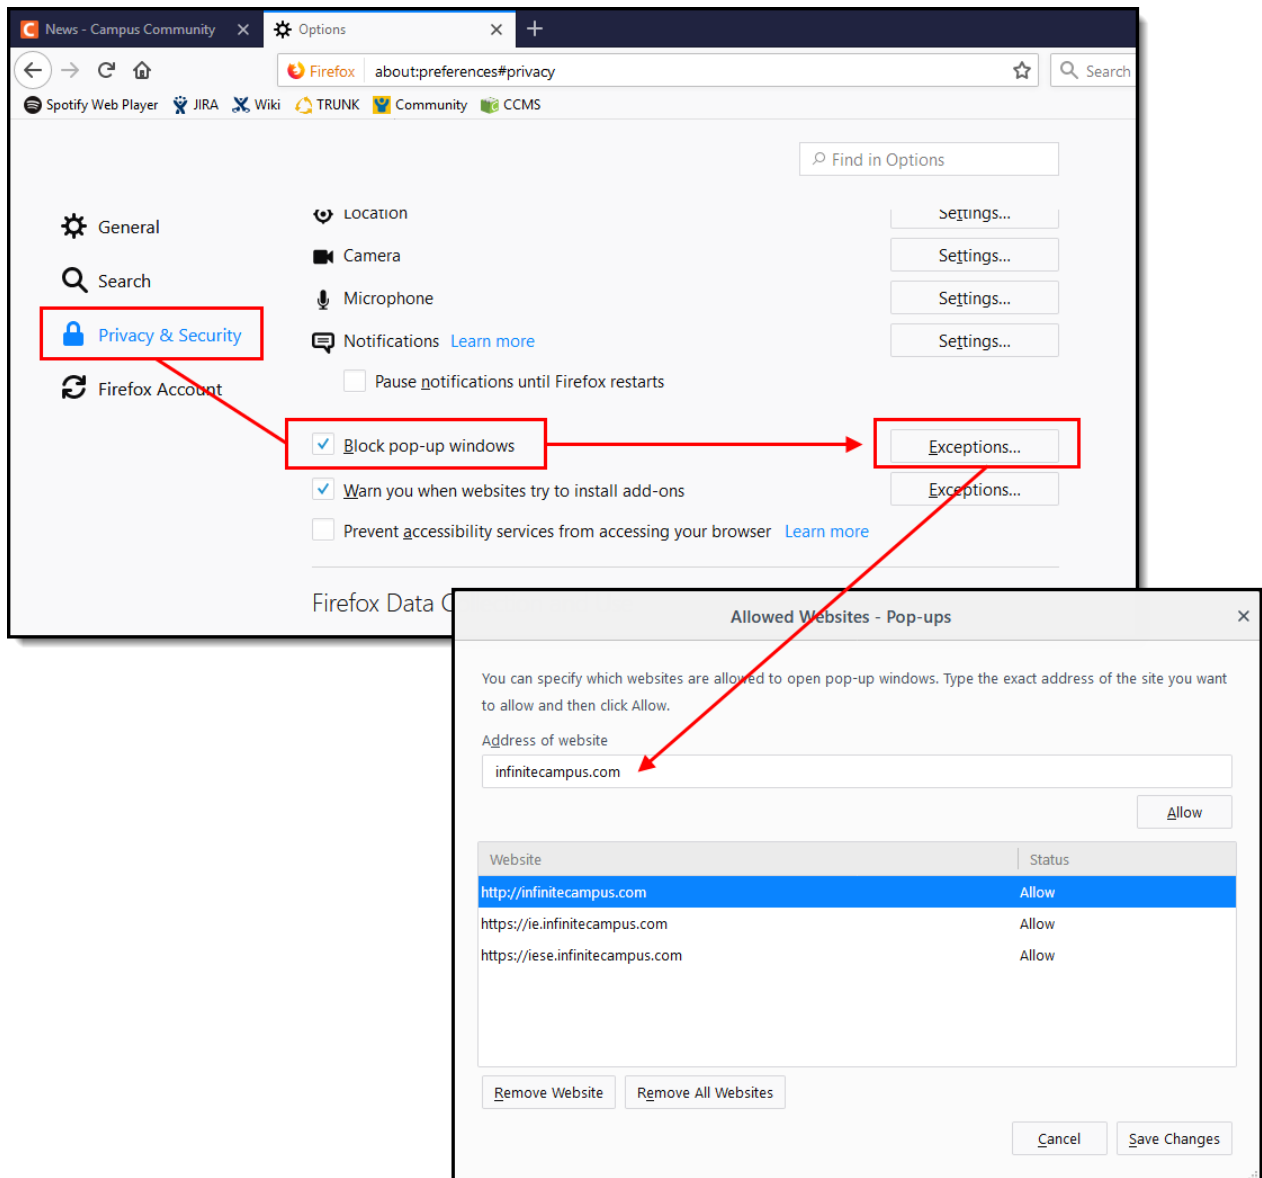 News - Campus Community
Options
Firefox about:preferences#privacy
Search
Spotify Web Player JIRA Wiki TRUNK Community CCMS
Find in Options
General
Search
Privacy & Security
Firefox Account
Location Settings...
Camera Settings...
Microphone Settings...
Notifications Learn more Settings...
Pause notifications until Firefox restarts
Block pop-up windows Exceptions...
Warn you when websites try to install add-ons Exceptions...
Prevent accessibility services from accessing your browser Learn more
Firefox Data
Allowed Websites - Pop-ups
You can specify which websites are allowed to open pop-up windows. Type the exact address of the site you want
to allow and then click Allow.
Address of website
infinitecampus.com
Allow
Website Status
http://infinitecampus.com Allow
https://ie.infinitecampus.com Allow
https://iese.infinitecampus.com Allow
Remove Website Remove All Websites
Cancel Save Changes